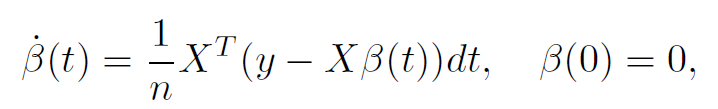 β̇(t) = 1/n X^T (y − Xβ(t))dt, β(0) = 0,